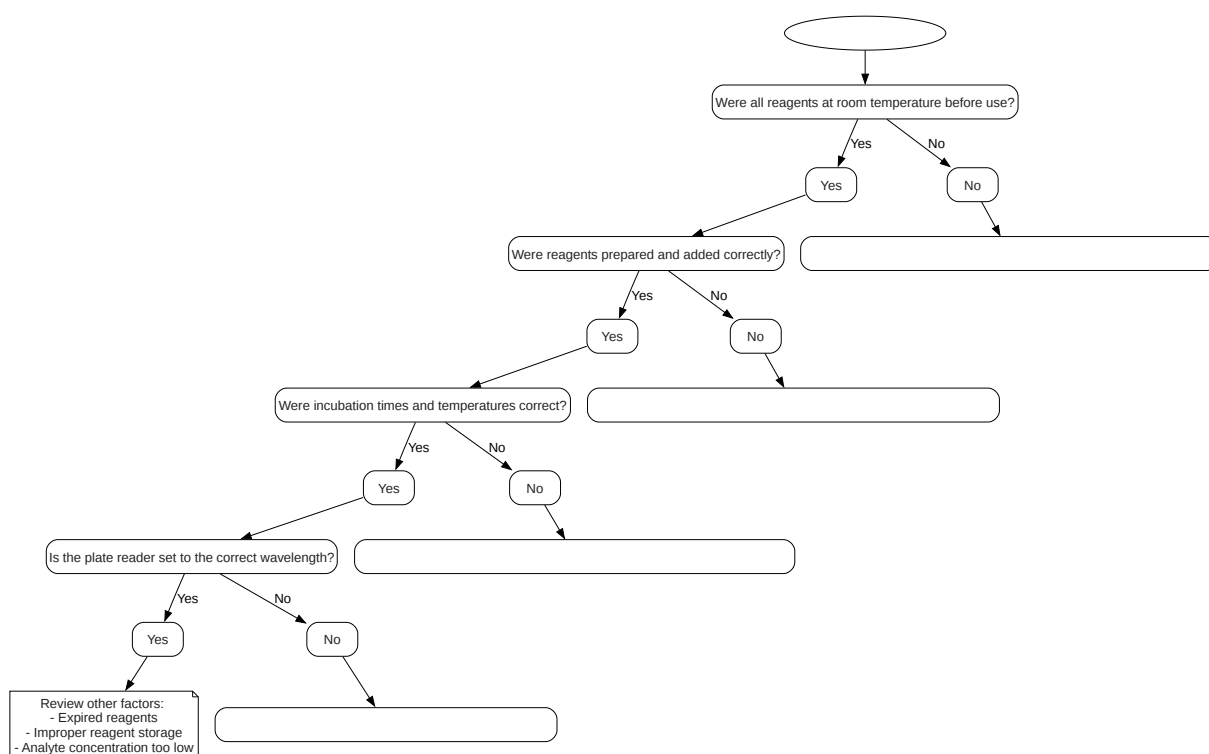 Were all reagents at room temperature before use?
Yes
No
Yes
No
Were reagents prepared and added correctly?
Yes
No
Yes
No
Were incubation times and temperatures correct?
Yes
No
Yes
No
Is the plate reader set to the correct wavelength?
Yes
No
Yes
No
Review other factors:
- Expired reagents
- Improper reagent storage
- Analyte concentration too low